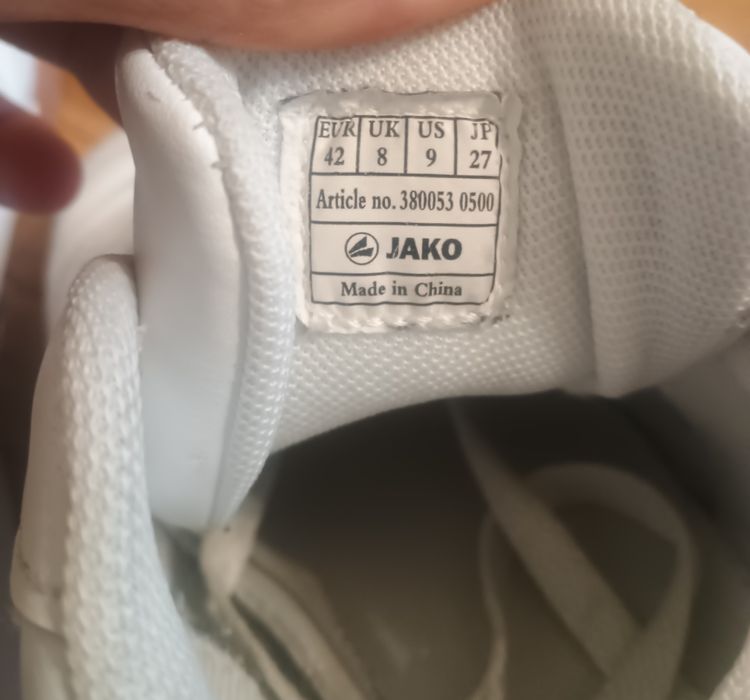 EUR UK US JP
42 8 9 27
Article no. 380053 0500
JAKO
Made in China